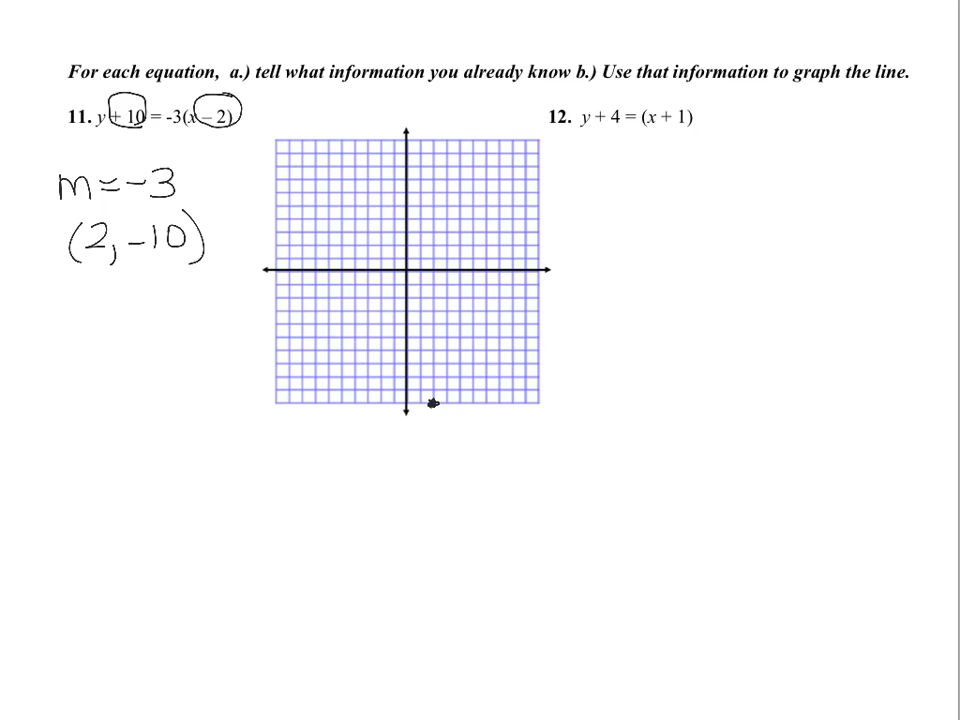 For each equation, a.) tell what information you already know b.) Use that information to graph the line.
11. y + 10 = -3(x – 2)
12. y + 4 = (x + 1)
m = -3
(2, -10)